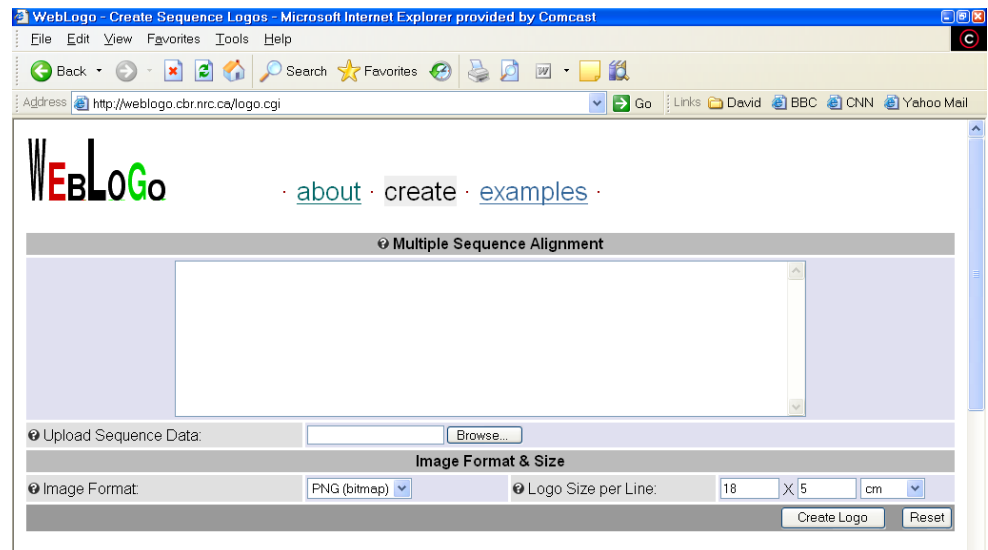 WebLogo - Create Sequence Logos - Microsoft Internet Explorer provided by Comcast
File Edit View Favorites Tools Help
Back Search Favorites
Address http://weblogo.cbr.nrc.ca/logo.cgi Go Links David BBC CNN Yahoo Mail
WEBLOGO
· about · create · examples ·
Multiple Sequence Alignment
Upload Sequence Data: Browse...
Image Format & Size
Image Format: PNG (bitmap) Logo Size per Line: 18 X 5 cm
Create Logo Reset